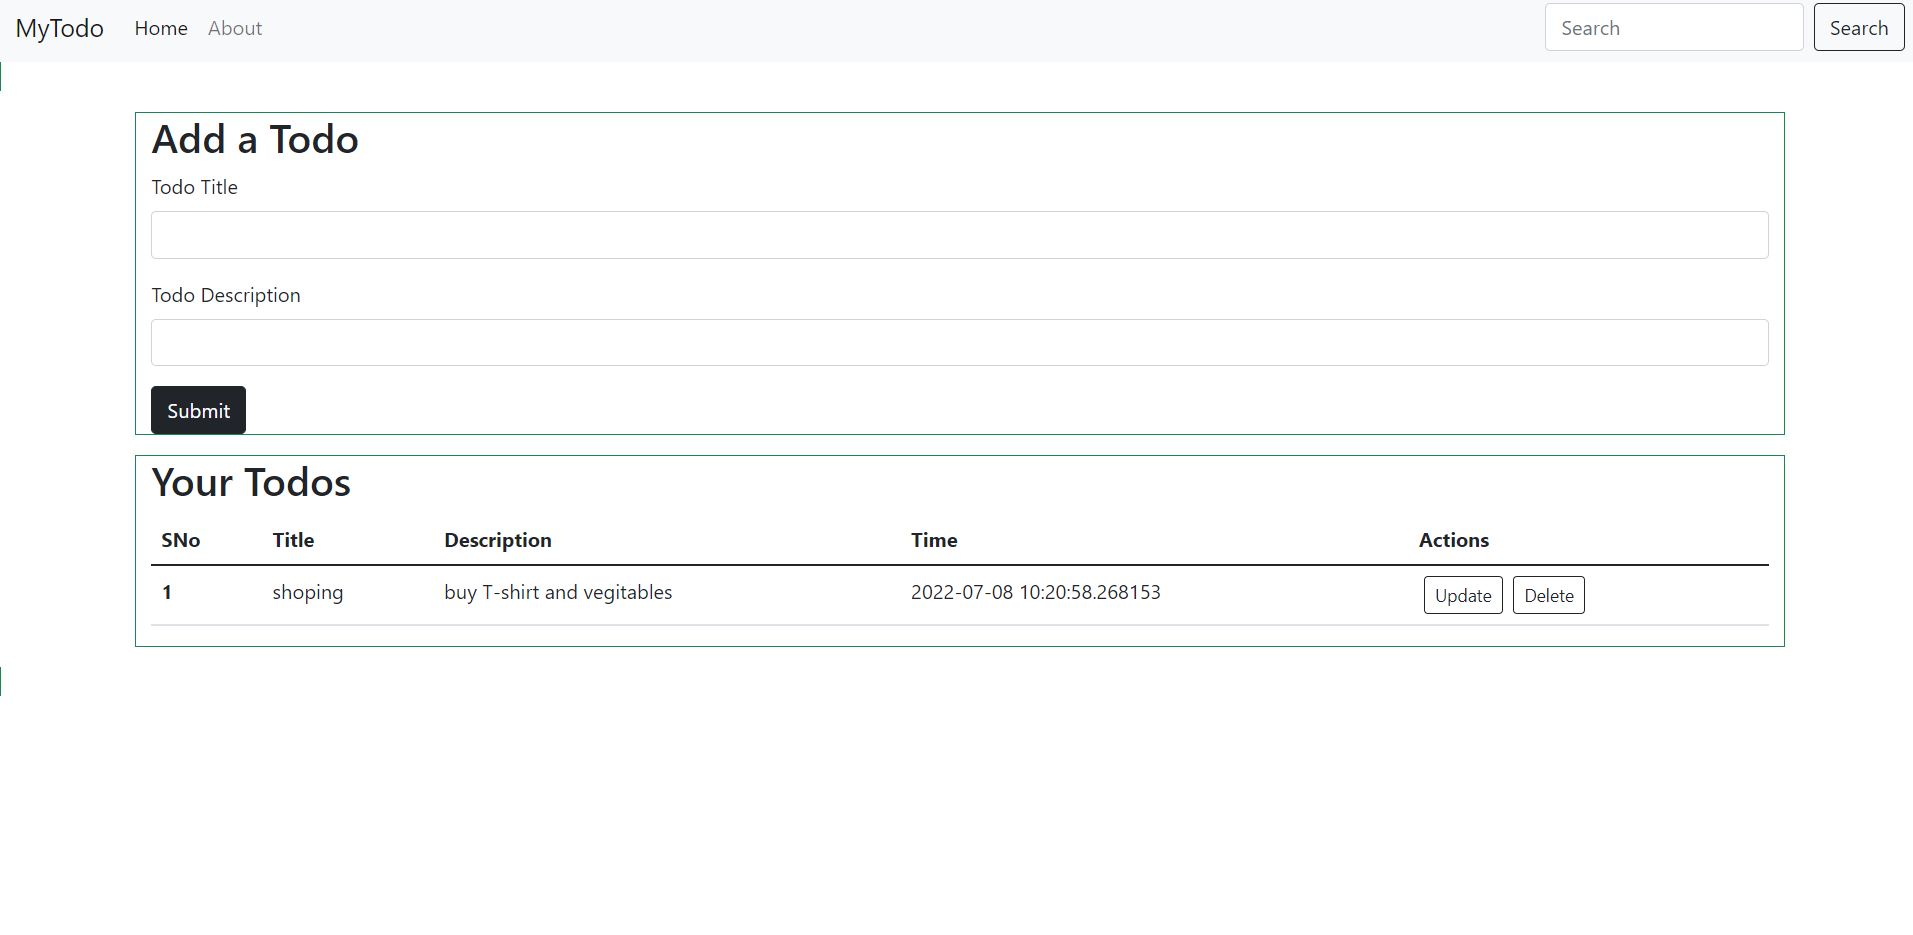 MyTodo Home About Search Search
Add a Todo
Todo Title
Todo Description
Submit
Your Todos
SNo Title Description Time Actions
1 shoping buy T-shirt and vegitables 2022-07-08 10:20:58.268153 Update Delete